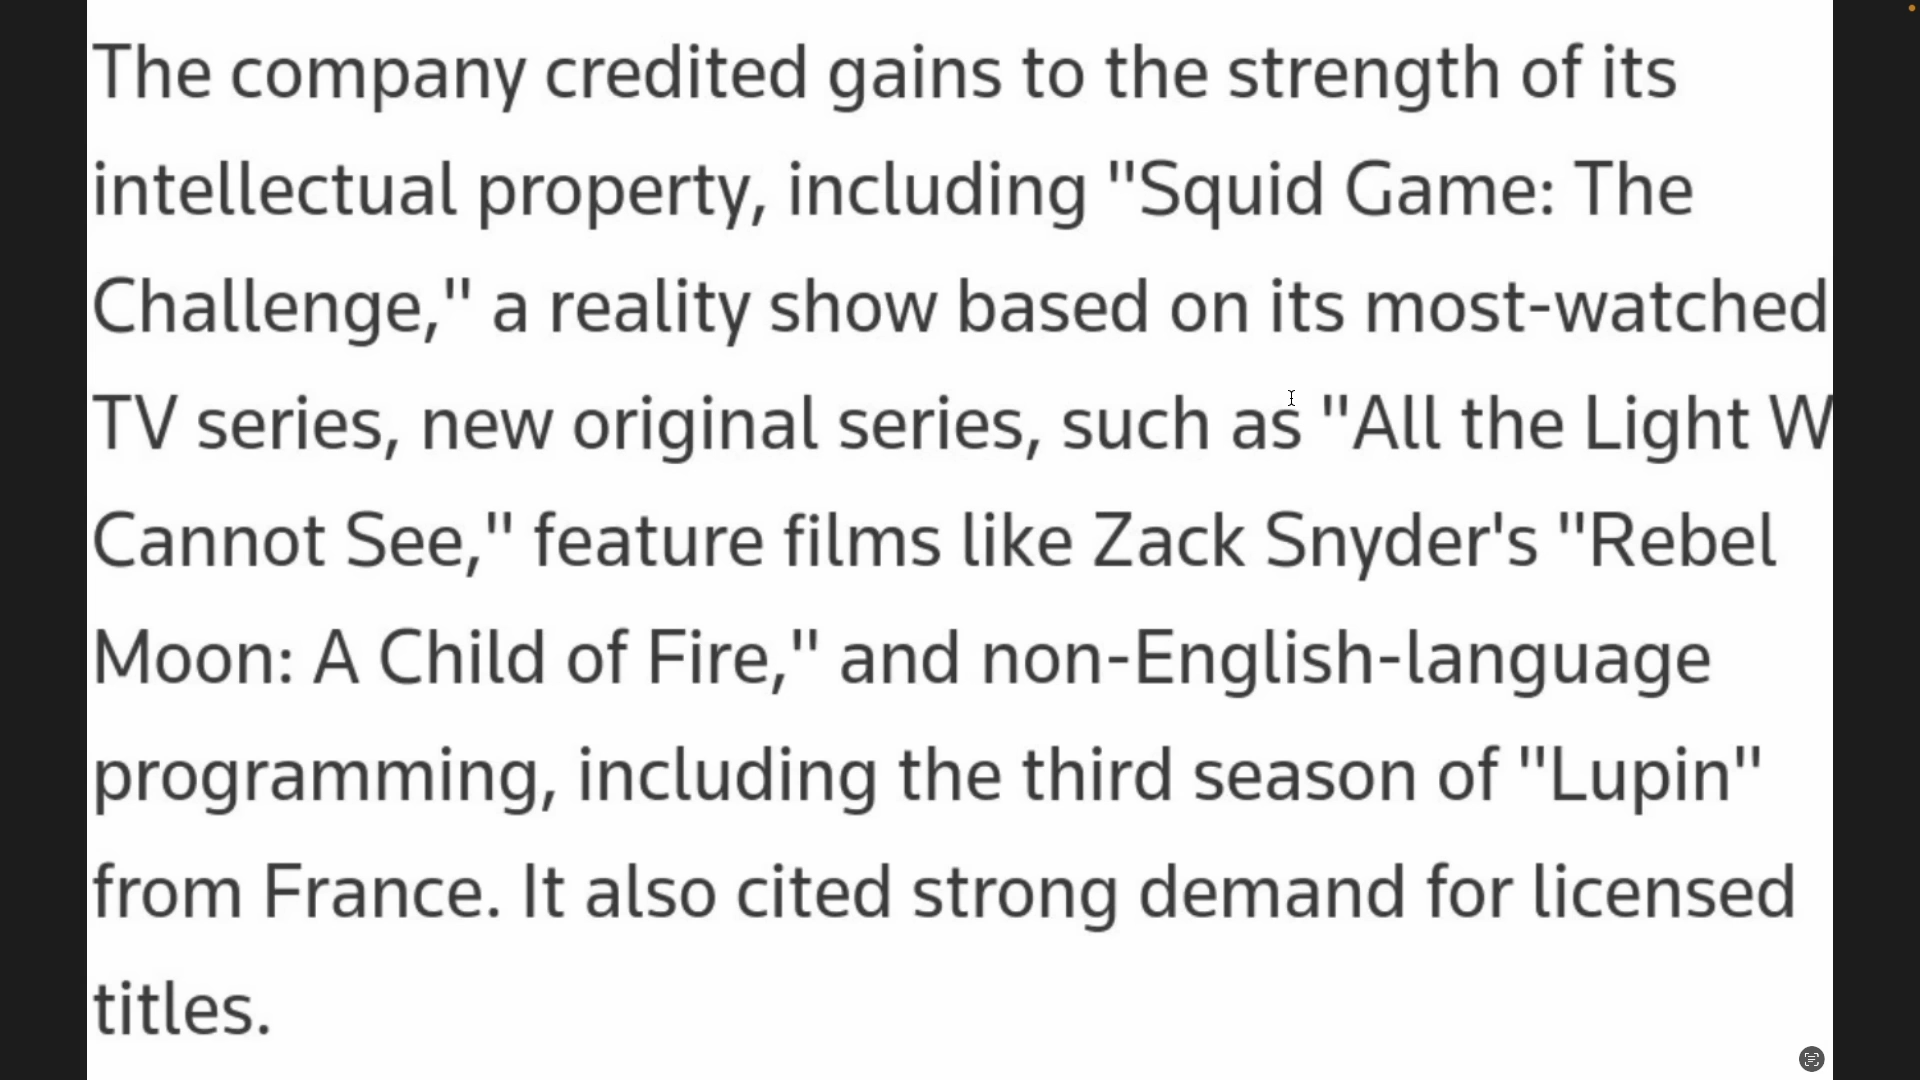 The company credited gains to the strength of its
intellectual property, including "Squid Game: The
Challenge," a reality show based on its most-watched
TV series, new original series, such as "All the Light W
Cannot See," feature films like Zack Snyder's "Rebel
Moon: A Child of Fire," and non-English-language
programming, including the third season of "Lupin"
from France. It also cited strong demand for licensed
titles.